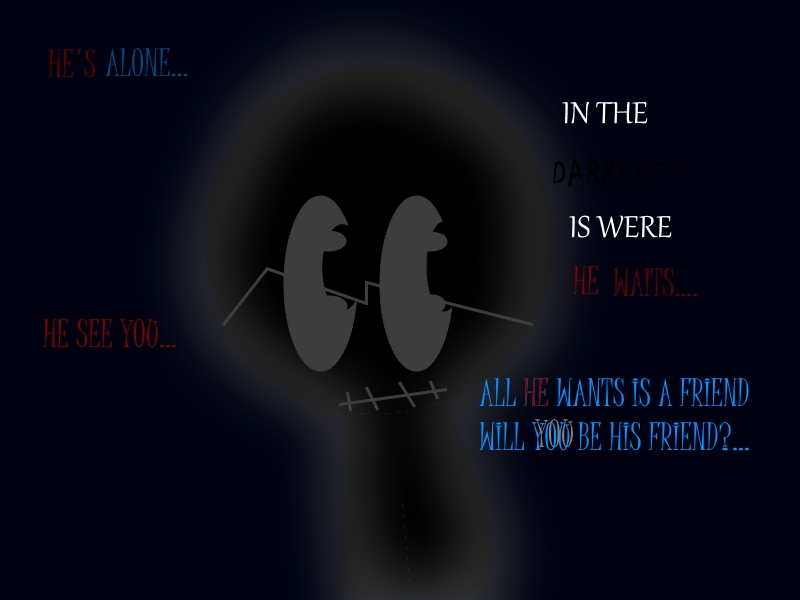 HE'S ALONE...
IN THE
DARRKNESS
IS WERE
HE WAITS....
HE SEE YOU...
ALL HE WANTS IS A FRIEND
WILL YOU BE HIS FRIEND?...